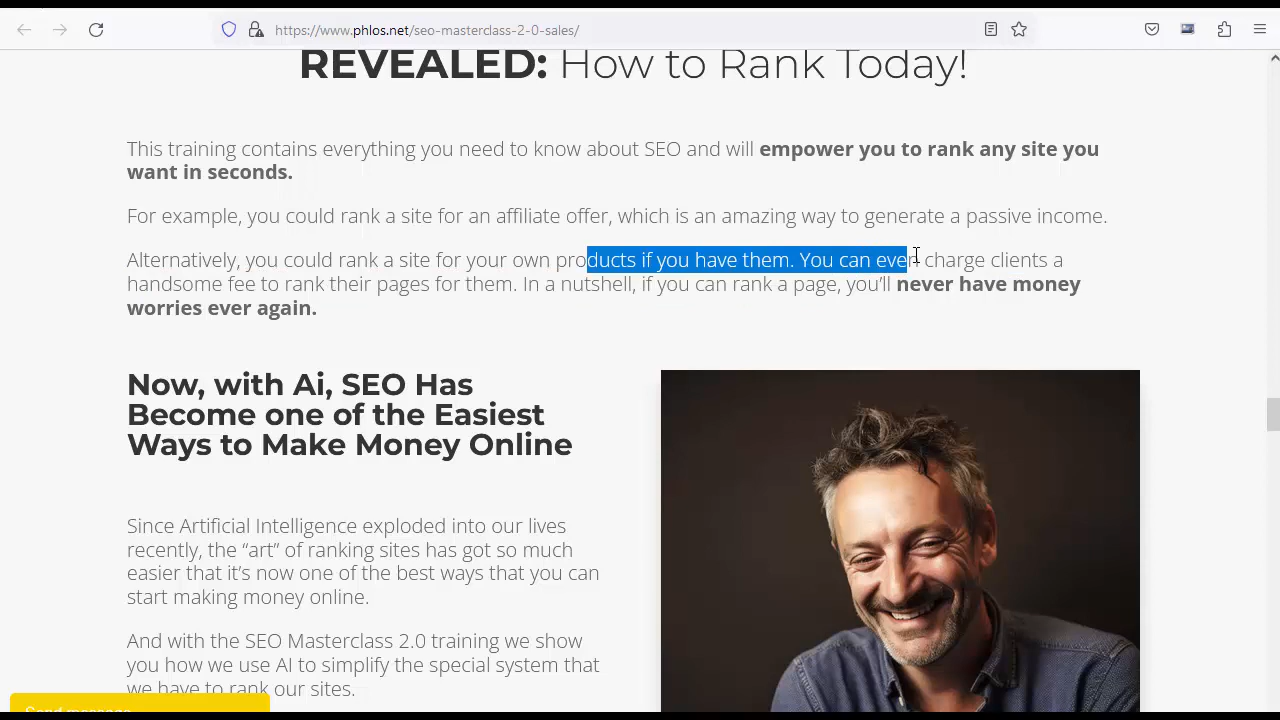 https://www.phlos.net/seo-masterclass-2-0-sales/
REVEALED: How to Rank Today!
This training contains everything you need to know about SEO and will empower you to rank any site you
want in seconds.
For example, you could rank a site for an affiliate offer, which is an amazing way to generate a passive income.
Alternatively, you could rank a site for your own products if you have them. You can even charge clients a
handsome fee to rank their pages for them. In a nutshell, if you can rank a page, you’ll never have money
worries ever again.
Now, with Ai, SEO Has
Become one of the Easiest
Ways to Make Money Online
Since Artificial Intelligence exploded into our lives
recently, the “art” of ranking sites has got so much
easier that it’s now one of the best ways that you can
start making money online.
And with the SEO Masterclass 2.0 training we show
you how we use AI to simplify the special system that
we have to rank our sites.
Send message